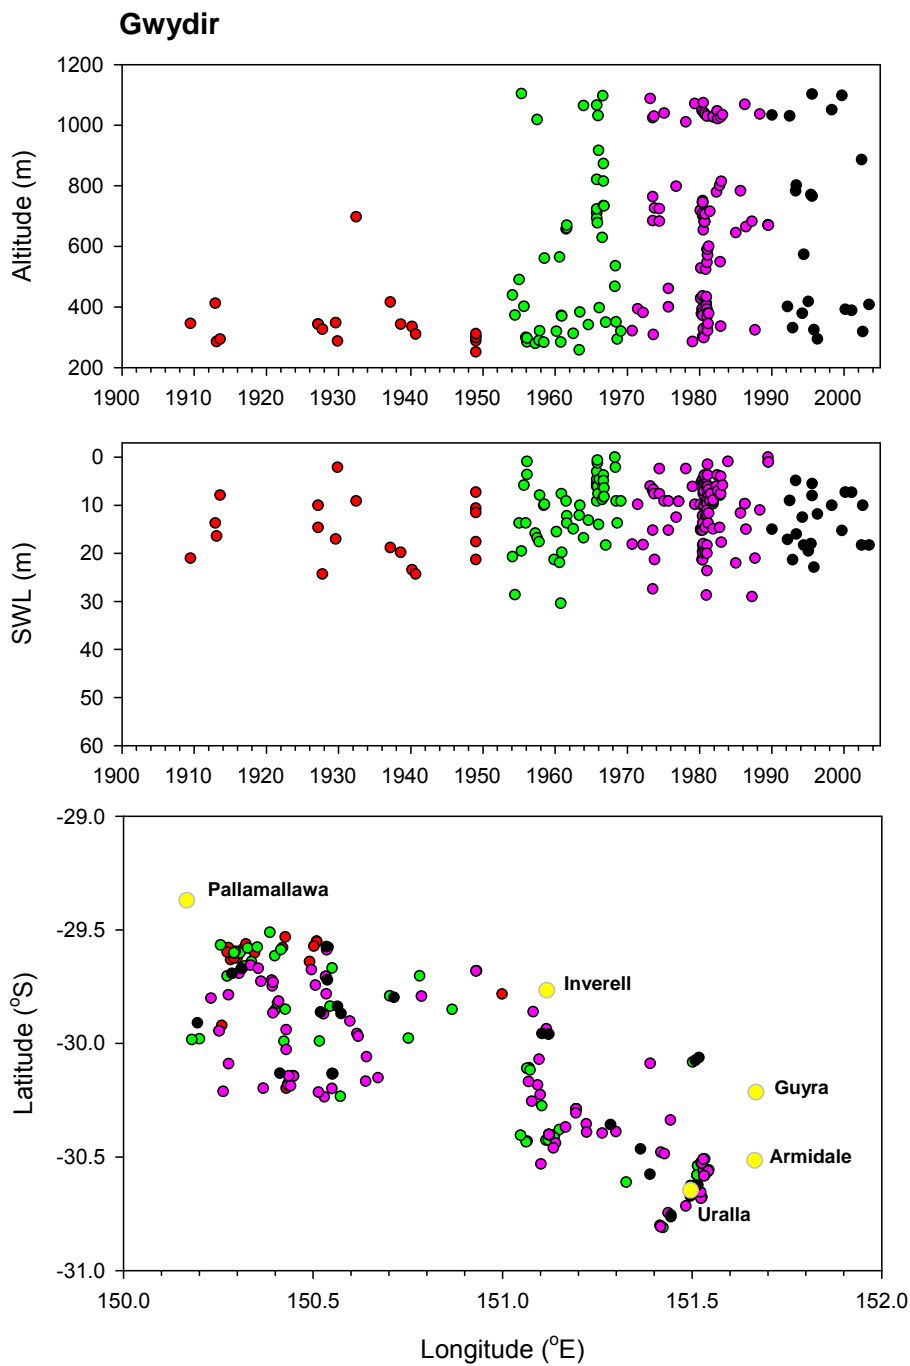 Gwydir
1200
1000
800
600
400
200
Altitude (m)
1900 1910 1920 1930 1940 1950 1960 1970 1980 1990 2000
0
10
20
30
40
50
60
SWL (m)
1900 1910 1920 1930 1940 1950 1960 1970 1980 1990 2000
-29.0
-29.5
-30.0
-30.5
-31.0
Latitude (°S)
Pallamallawa
Inverell
Guyra
Armidale
Uralla
150.0 150.5 151.0 151.5 152.0
Longitude (°E)